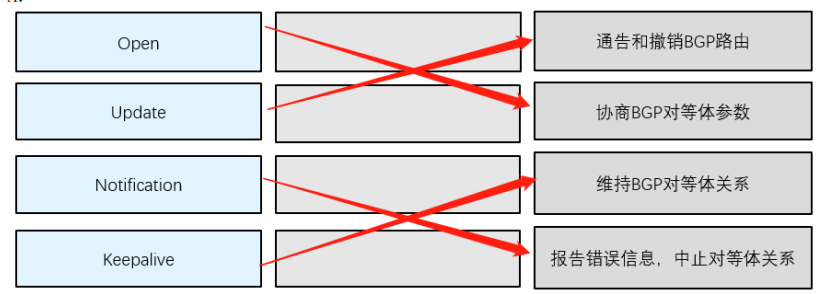 Open
通告和撤销BGP路由
Update
协商BGP对等体参数
Notification
维持BGP对等体关系
Keepalive
报告错误信息，中止对等体关系